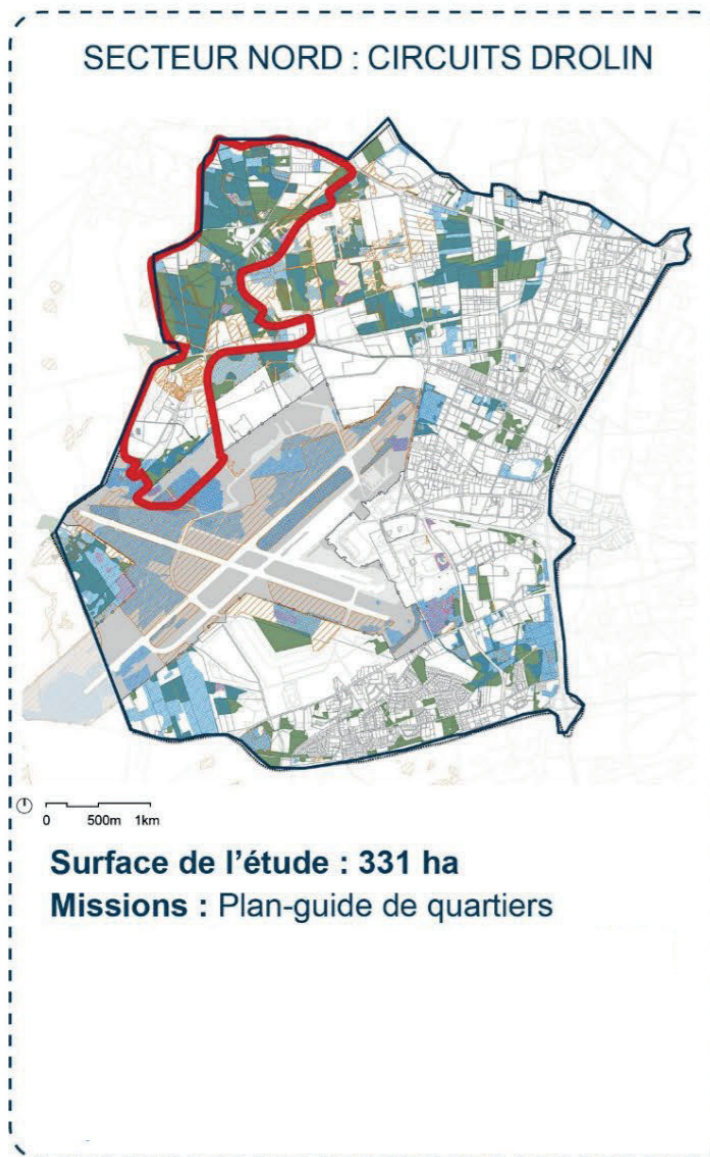 SECTEUR NORD : CIRCUITS DROLIN
0 500m 1km
Surface de l'étude : 331 ha
Missions : Plan-guide de quartiers